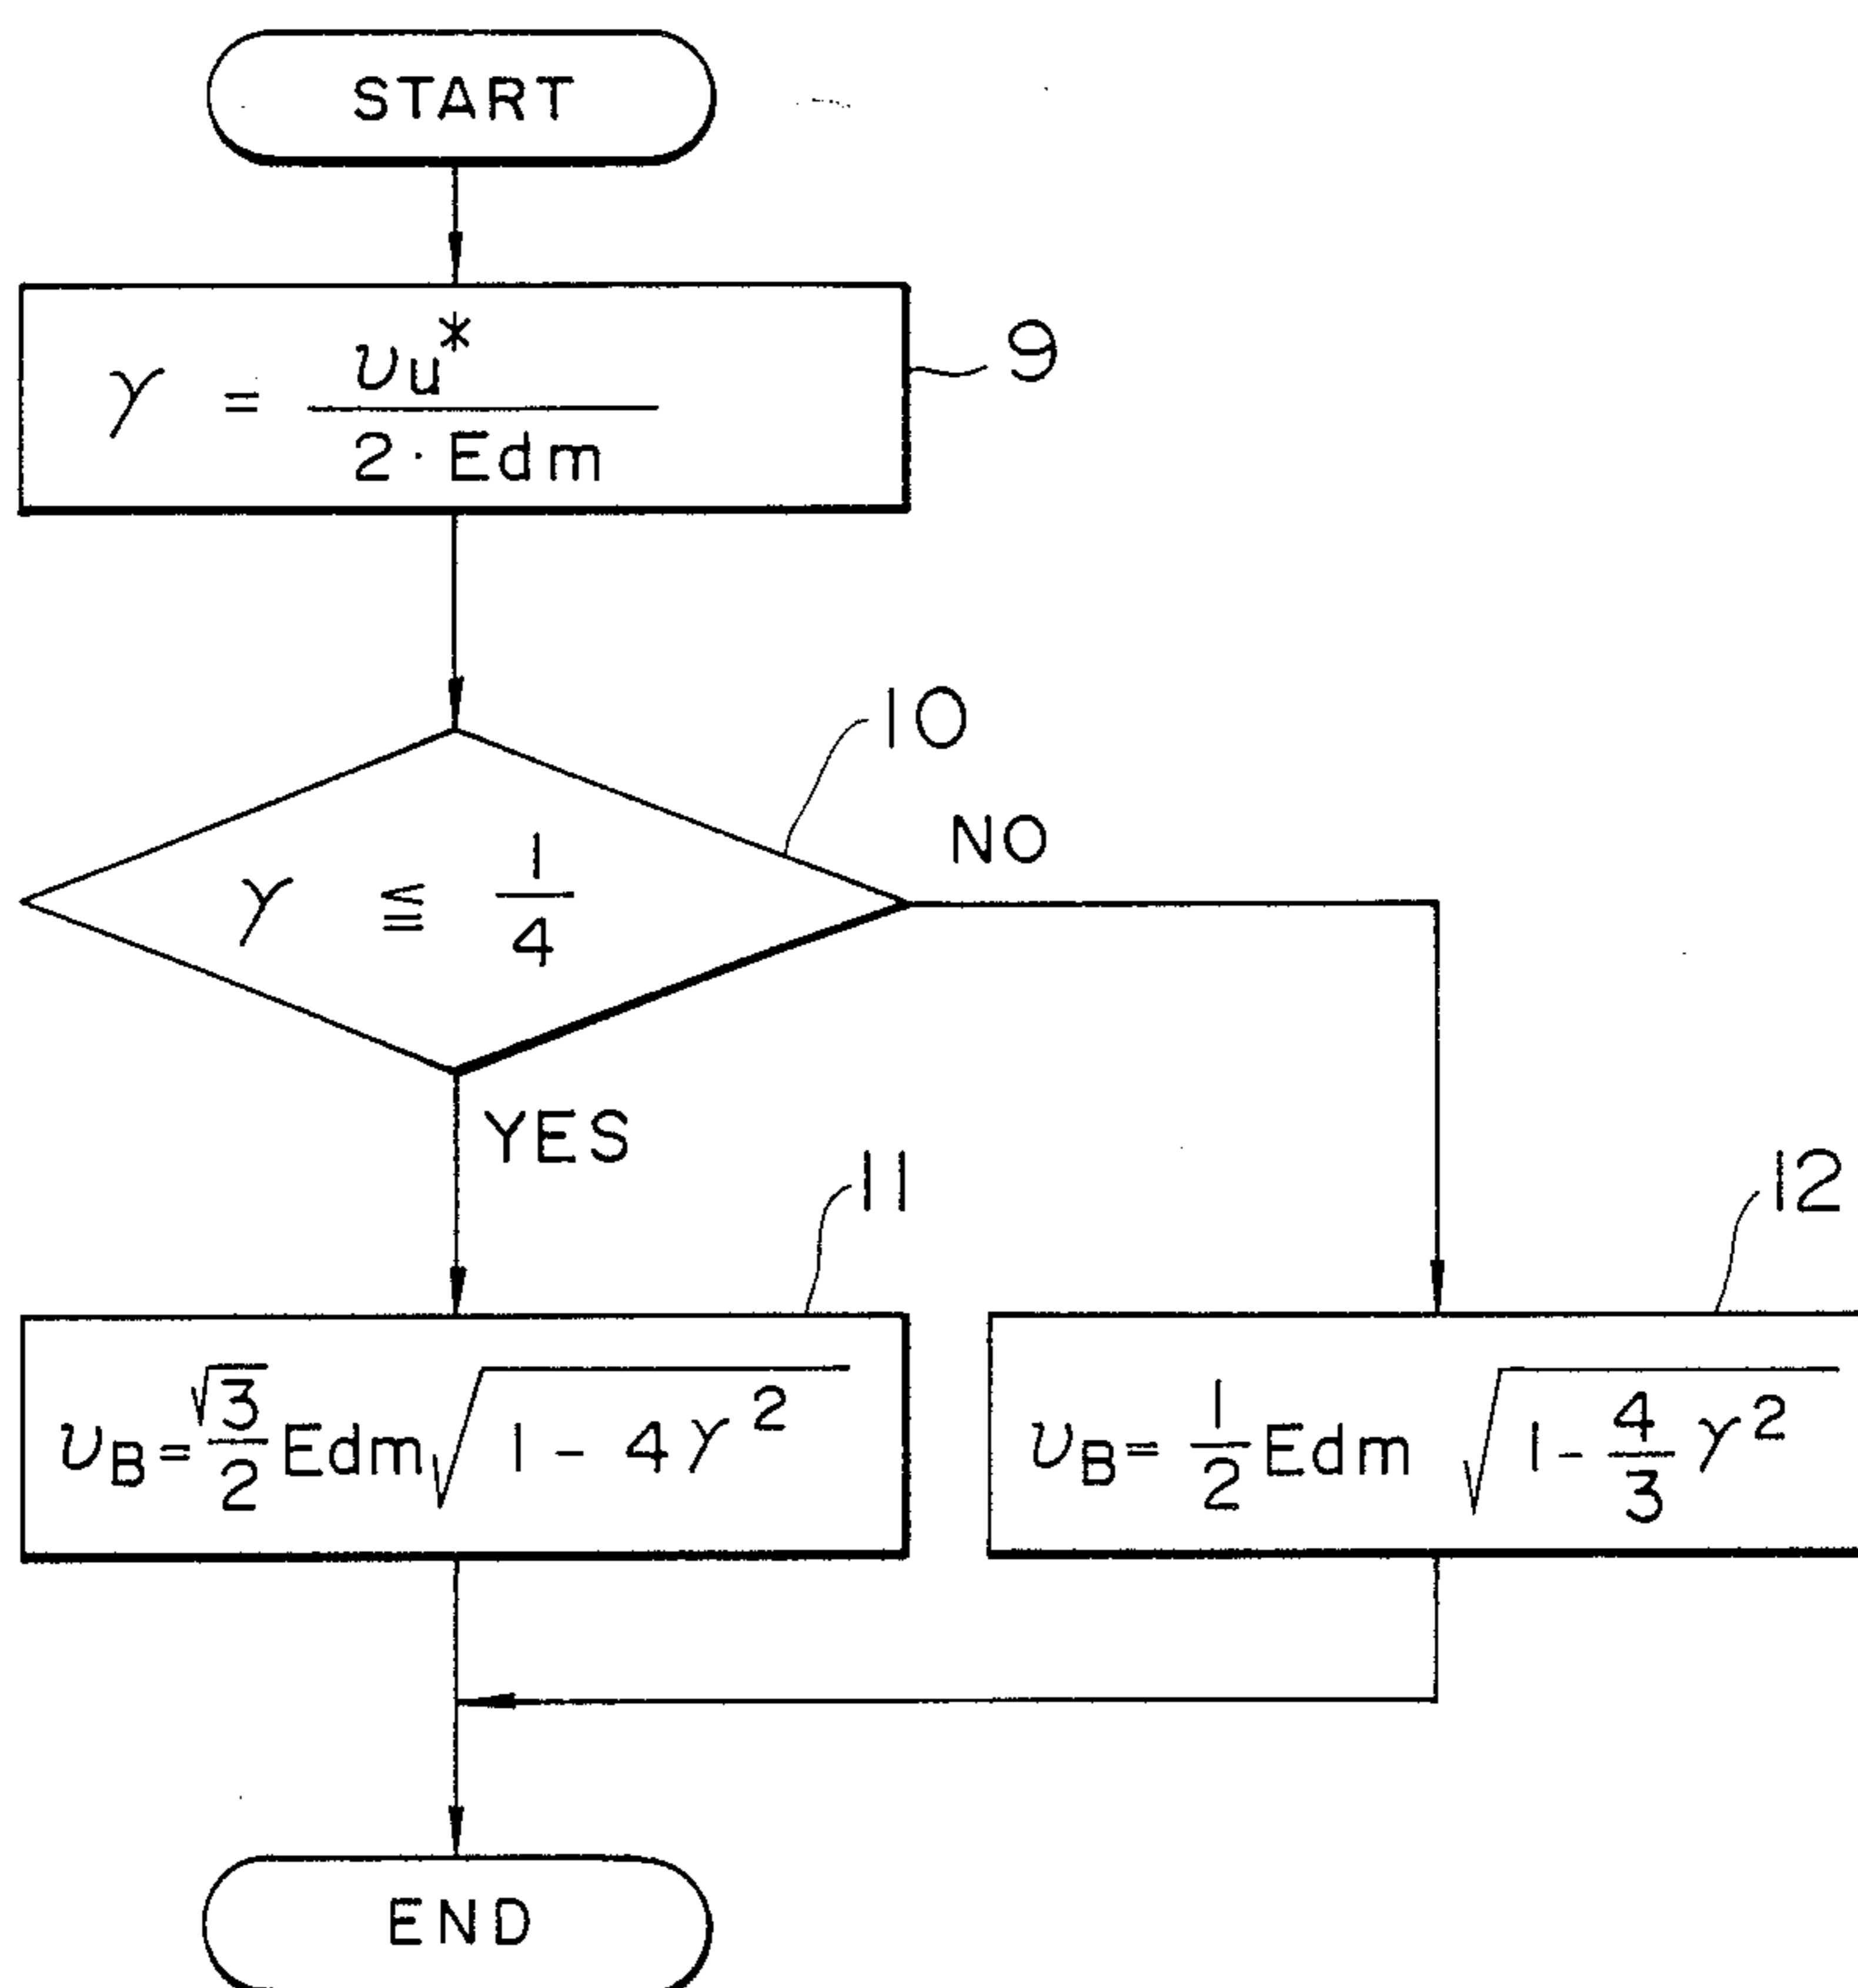 START
γ = υu* / 2·Edm
9
10
γ ≦ 1/4
NO
YES
11
12
υB = √3/2 Edm √(1 - 4γ²)
υB = 1/2 Edm √(1 - 4/3 γ²)
END